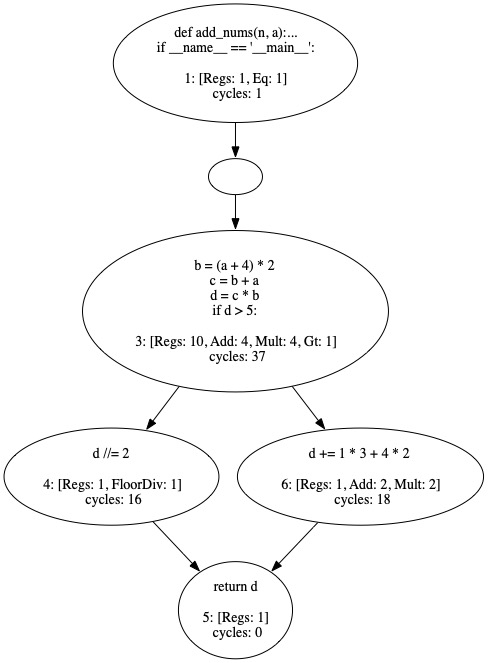 def add_nums(n, a):...
if __name__ == '__main__':
1: [Regs: 1, Eq: 1]
cycles: 1
b = (a + 4) * 2
c = b + a
d = c * b
if d > 5:
3: [Regs: 10, Add: 4, Mult: 4, Gt: 1]
cycles: 37
d //= 2
4: [Regs: 1, FloorDiv: 1]
cycles: 16
d += 1 * 3 + 4 * 2
6: [Regs: 1, Add: 2, Mult: 2]
cycles: 18
return d
5: [Regs: 1]
cycles: 0